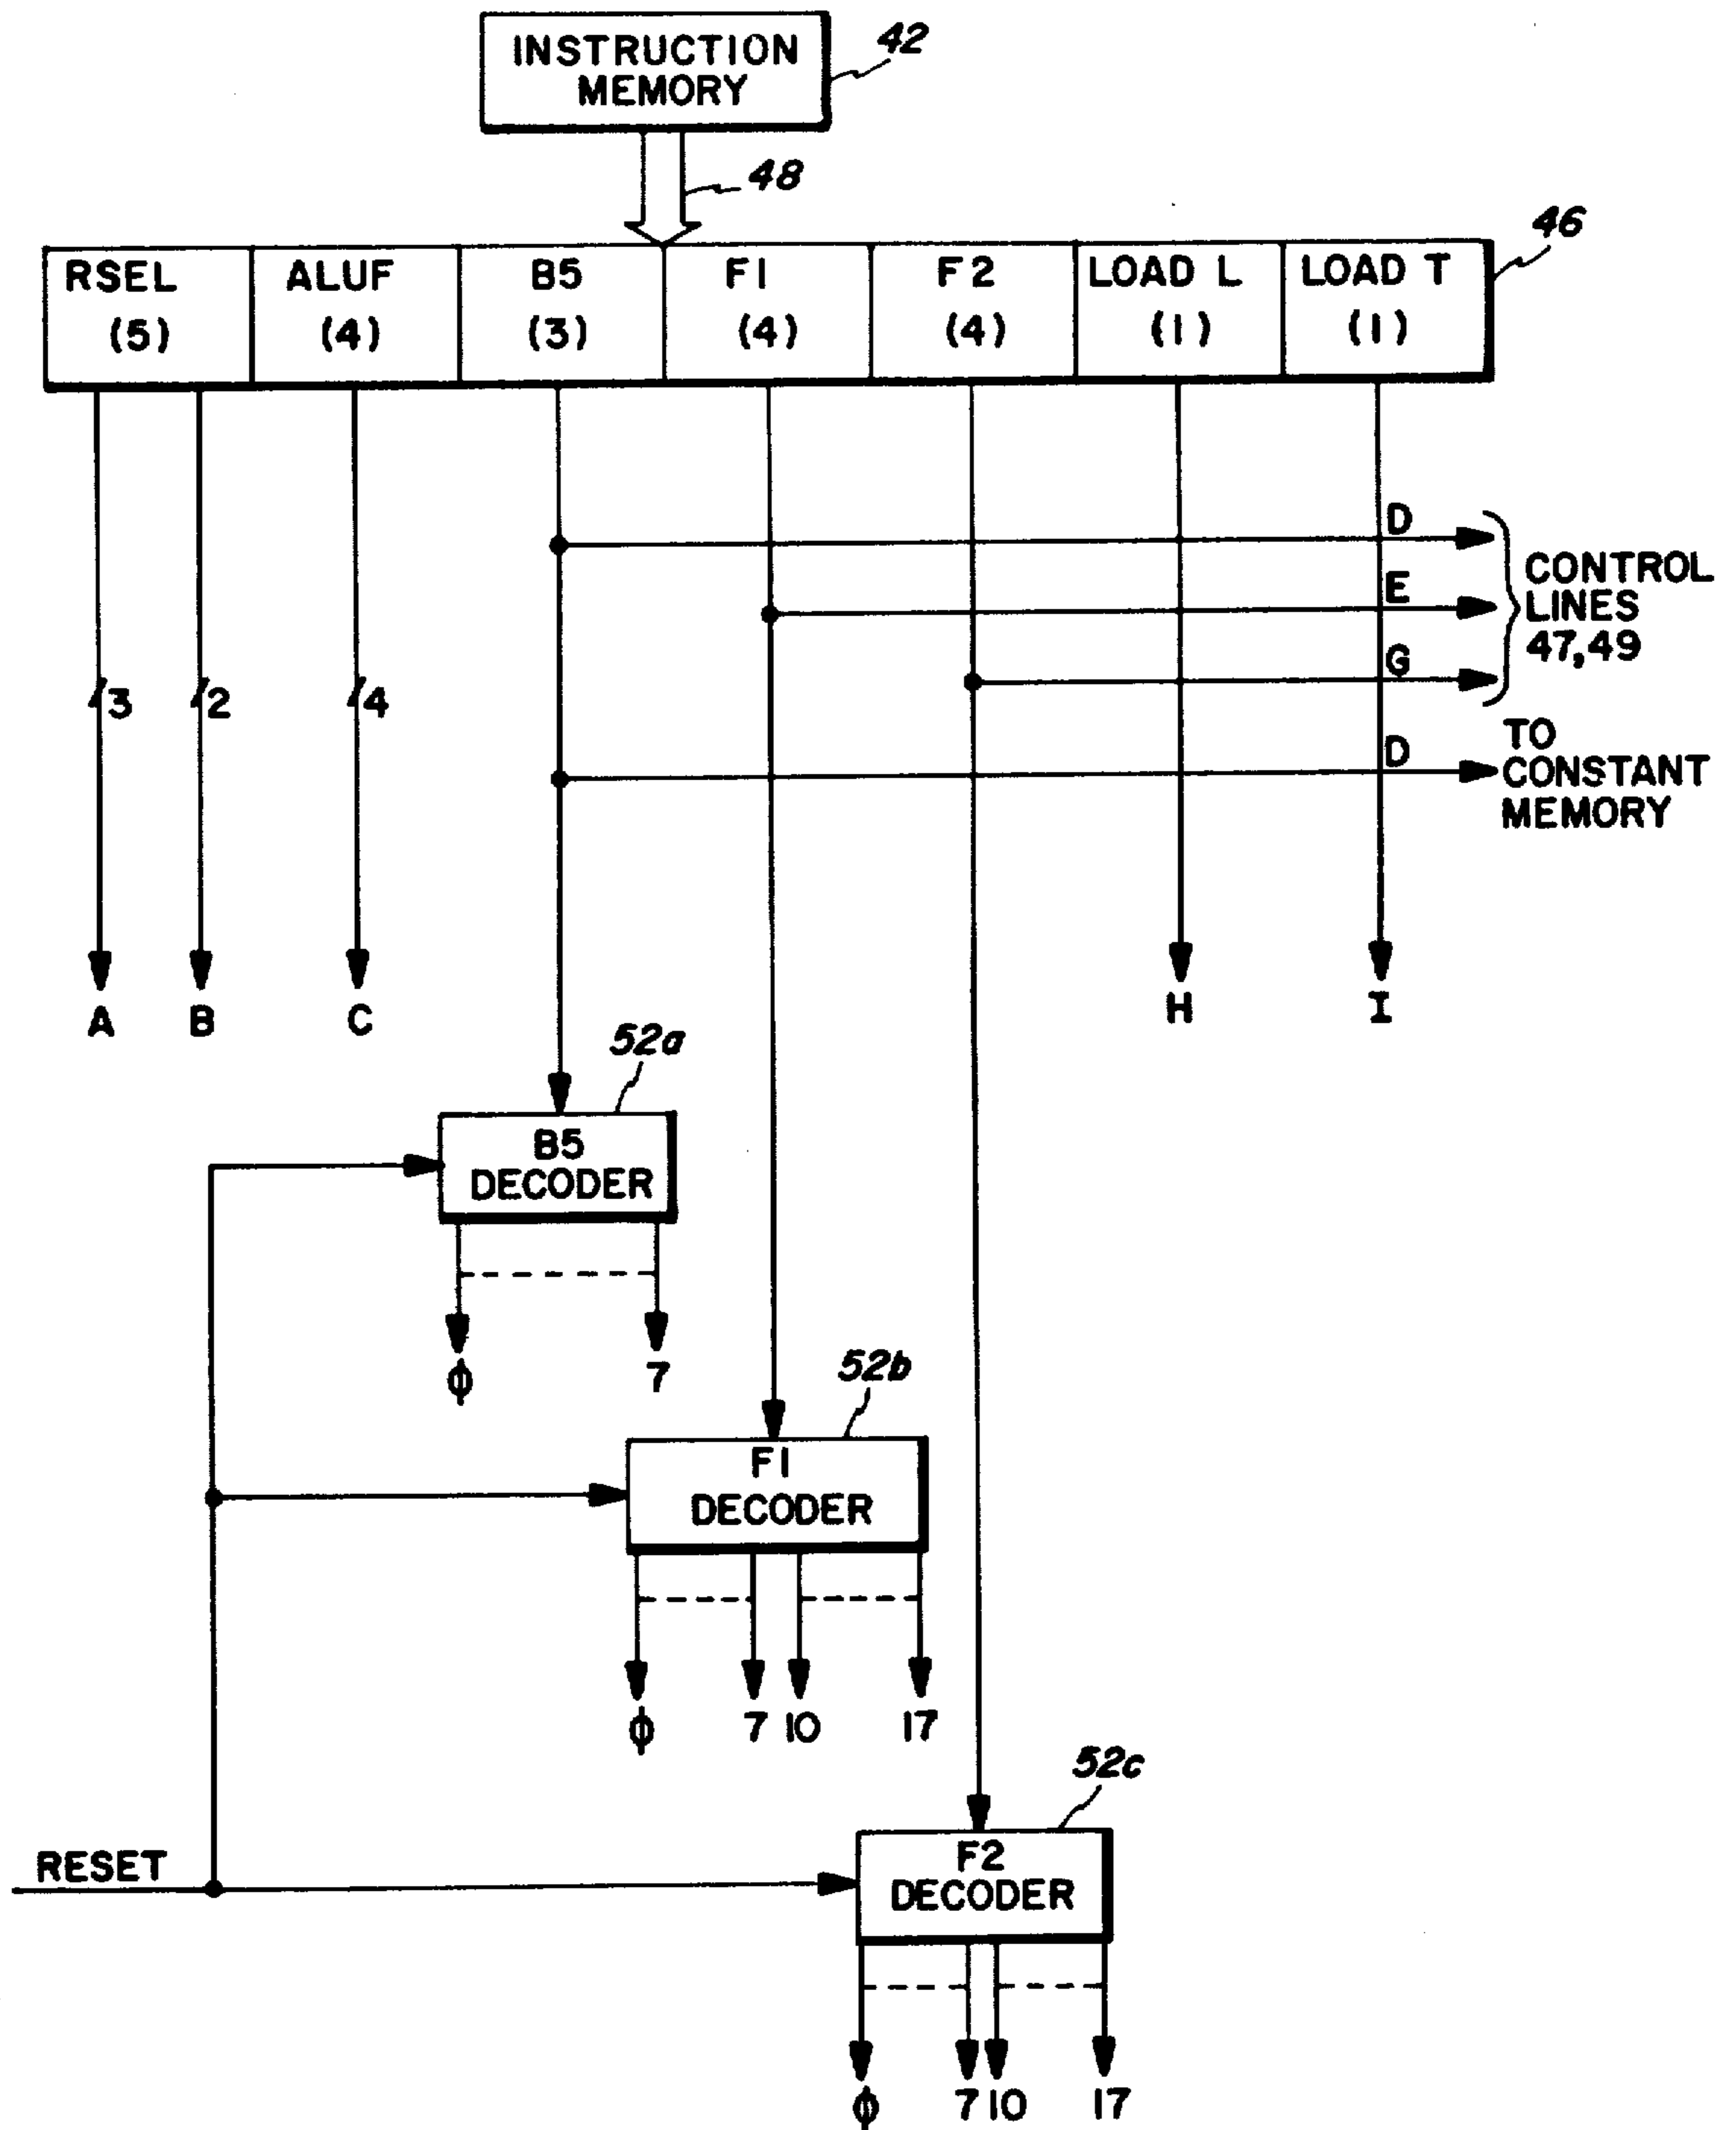 INSTRUCTION
MEMORY
42
48
46
RSEL
(5)
ALUF
(4)
B5
(3)
F1
(4)
F2
(4)
LOAD L
(1)
LOAD T
(1)
D
E
G
CONTROL
LINES
47,49
3
2
4
D
TO
CONSTANT
MEMORY
A
B
C
H
I
52a
B5
DECODER
ϕ
7
52b
F1
DECODER
ϕ
7
10
17
52c
RESET
F2
DECODER
ϕ
7
10
17